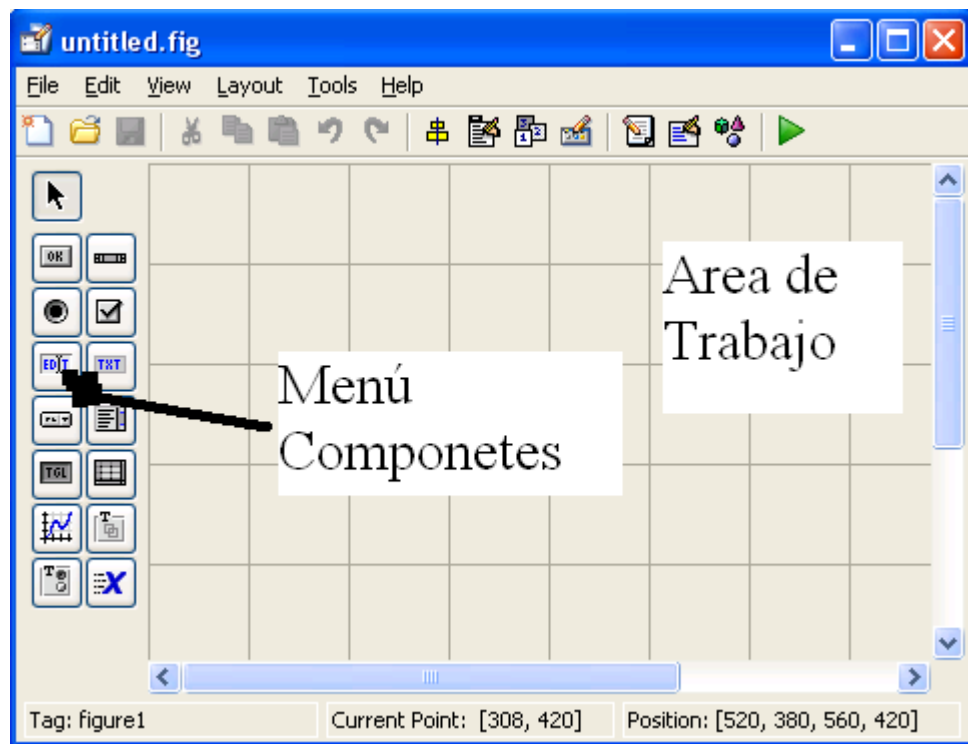 untitled.fig
File Edit View Layout Tools Help
OK
EDIT TXT
TGL
T
T
X
Area de
Trabajo
Menú
Componetes
Tag: figure1 Current Point: [308, 420] Position: [520, 380, 560, 420]